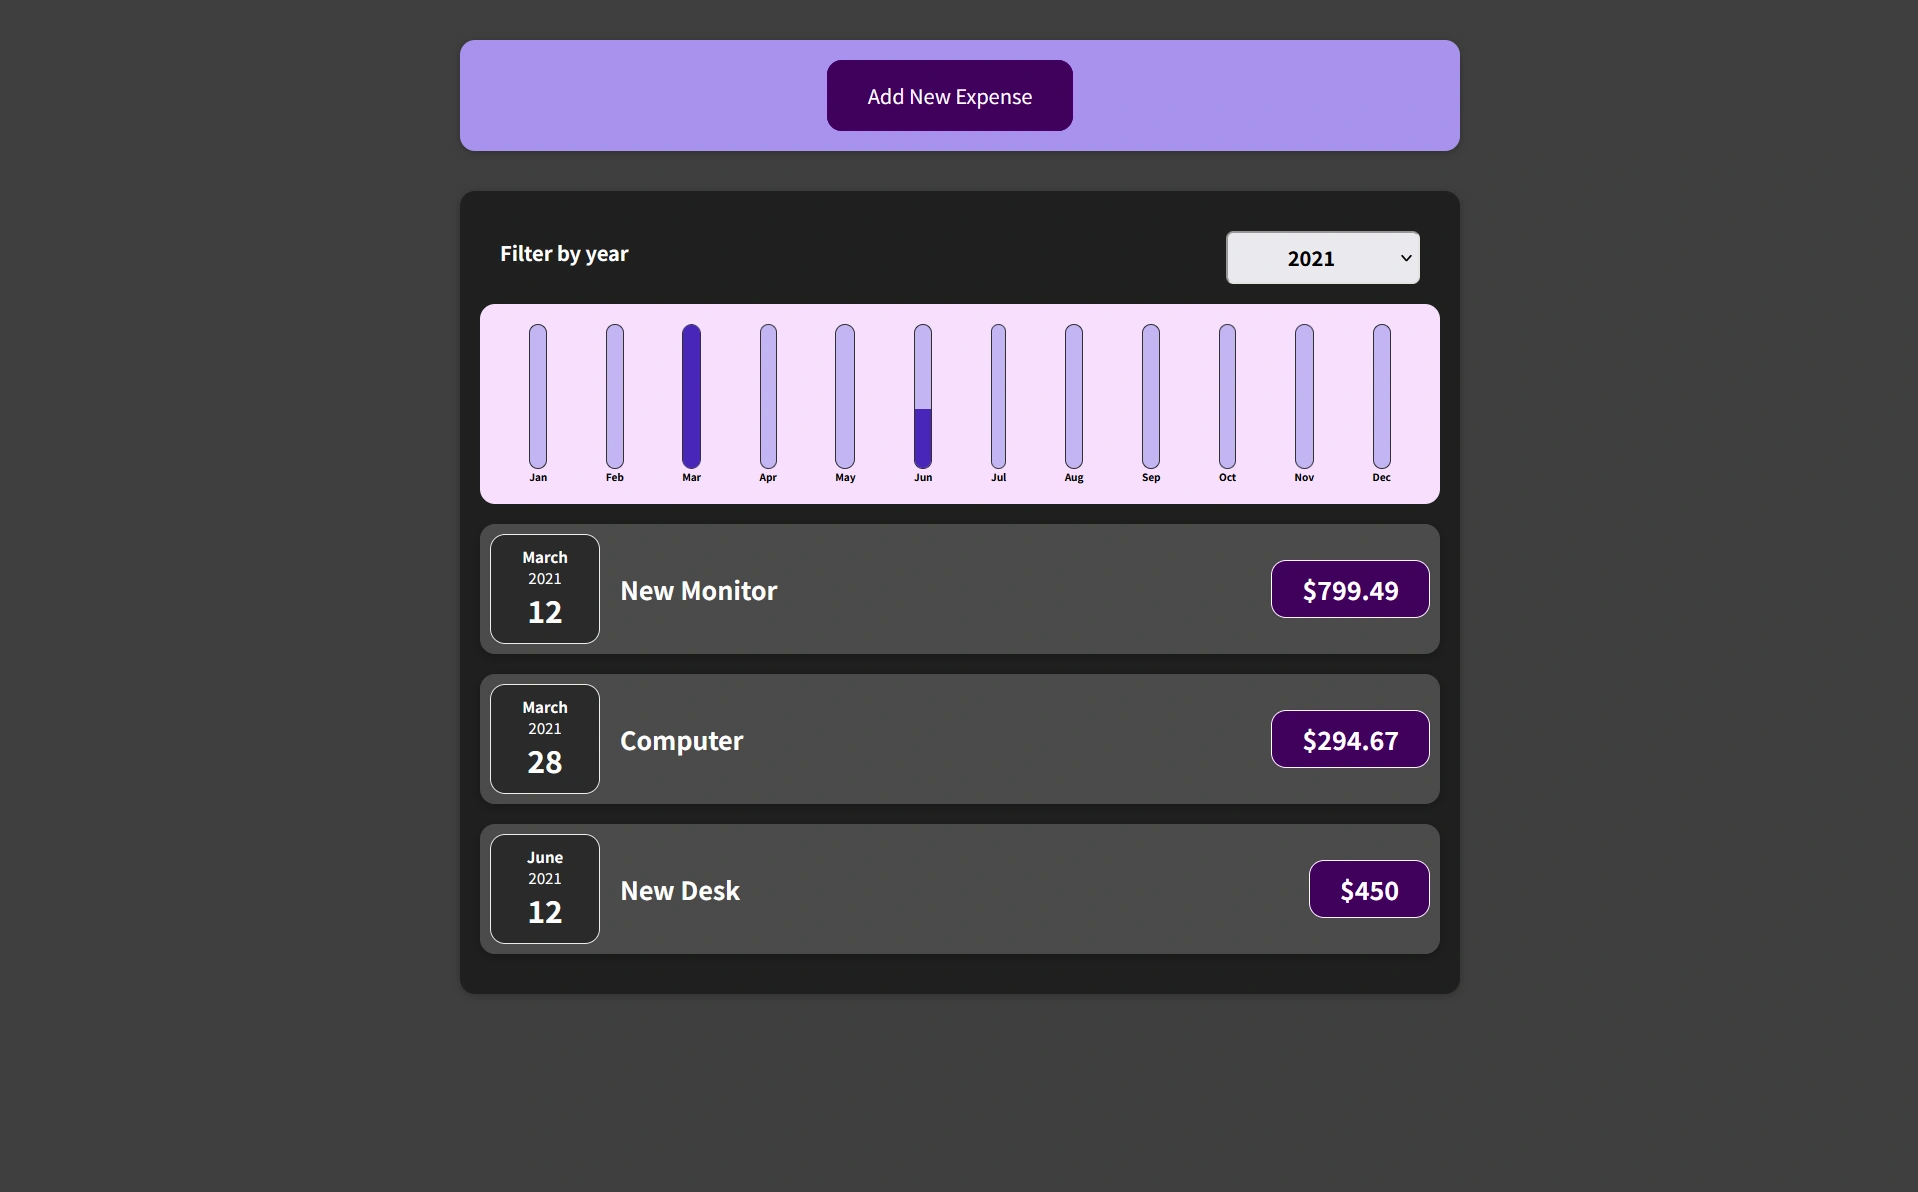 Add New Expense
Filter by year
2021
Jan Feb Mar Apr May Jun Jul Aug Sep Oct Nov Dec
March
2021
12
New Monitor
$799.49
March
2021
28
Computer
$294.67
June
2021
12
New Desk
$450